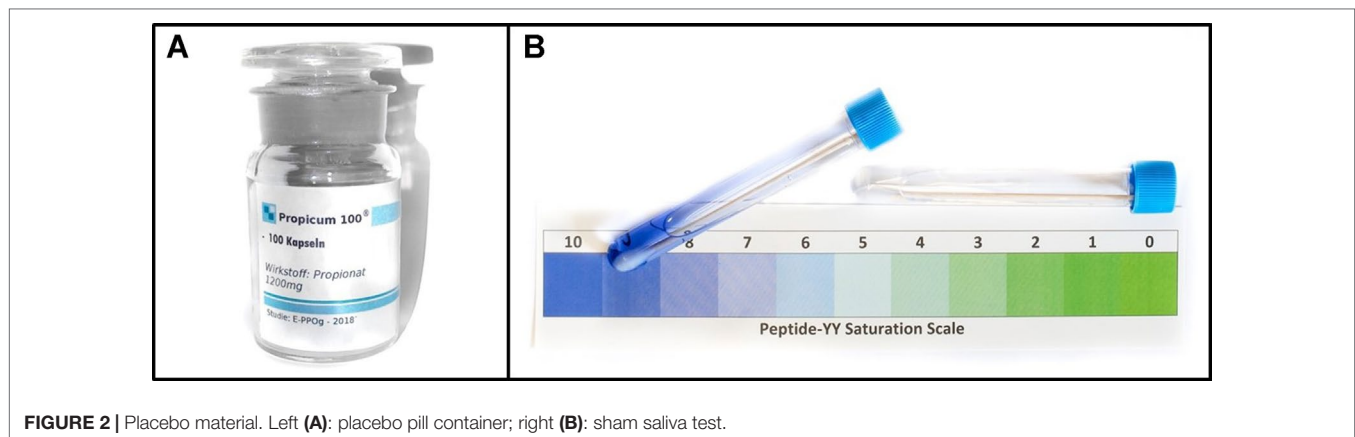 A
Propicum 100®
- 100 Kapseln
Wirkstoff: Propionat
1200mg
Studie: E-PPOg - 2018
B
10 8 7 6 5 4 3 2 1 0
Peptide-YY Saturation Scale
FIGURE 2 | Placebo material. Left (A): placebo pill container; right (B): sham saliva test.